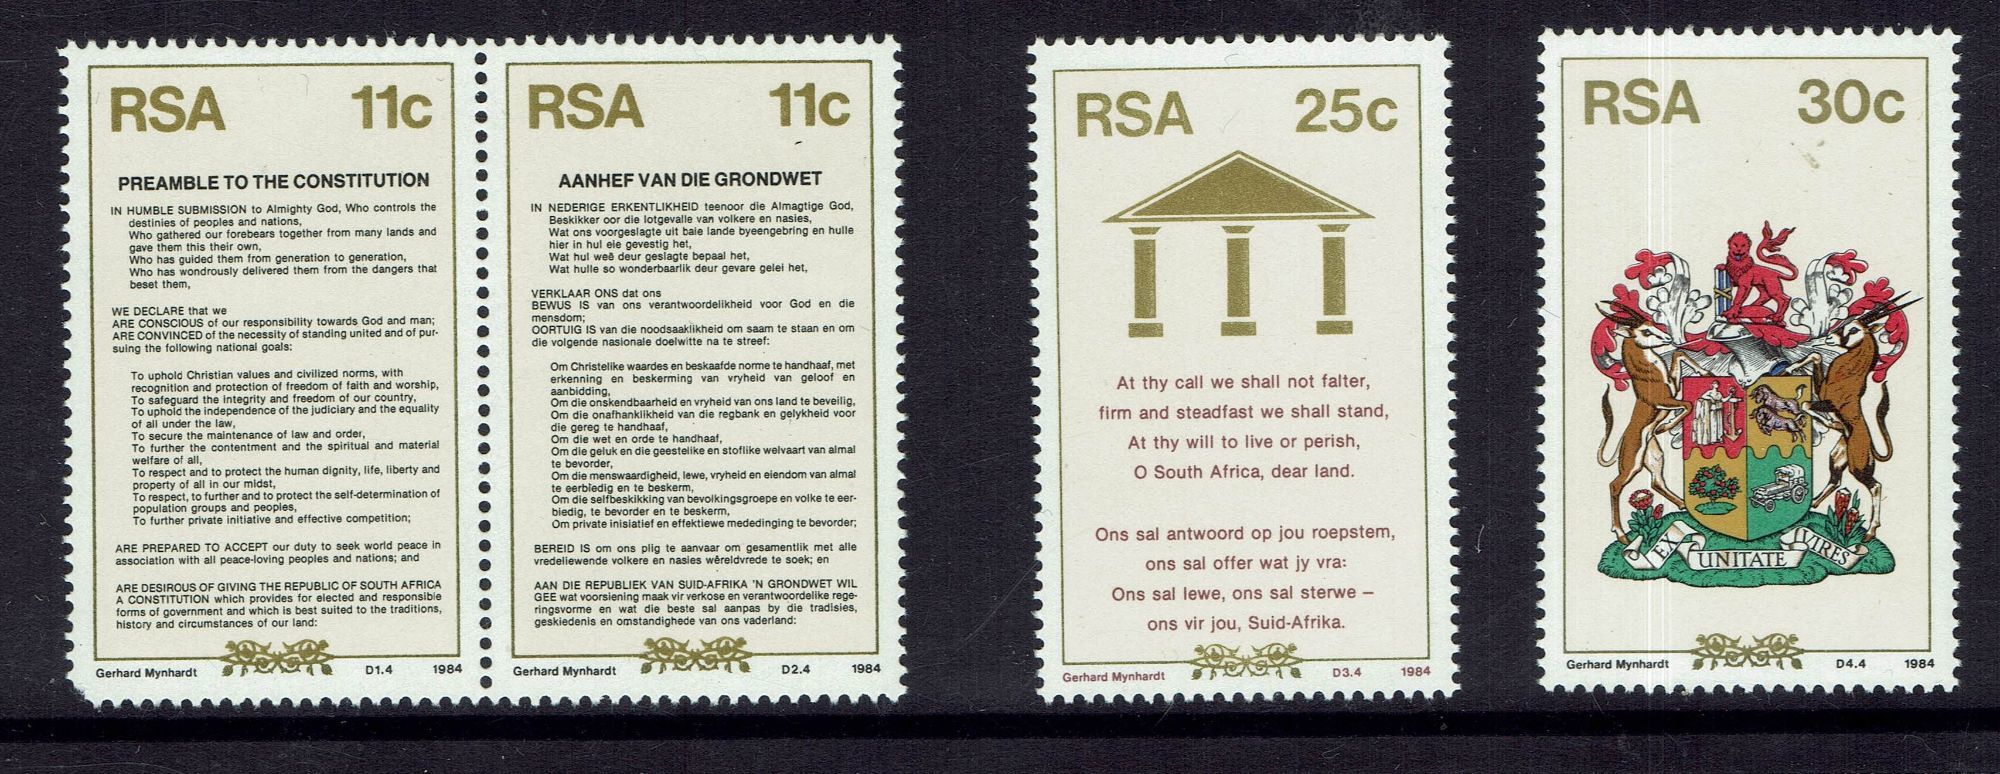 RSA 11c
PREAMBLE TO THE CONSTITUTION
IN HUMBLE SUBMISSION to Almighty God, Who controls the
destinies of peoples and nations,
Who gathered our forebears together from many lands and
gave them this their own,
Who has guided them from generation to generation,
Who has wondrously delivered them from the dangers that
beset them,
WE DECLARE that we
ARE CONSCIOUS of our responsibility towards God and man;
ARE CONVINCED of the necessity of standing united and of pur-
suing the following national goals:
To uphold Christian values and civilized norms, with
recognition and protection of freedom of faith and worship,
To safeguard the integrity and freedom of our country,
To uphold the independence of the judiciary and the equality
of all under the law,
To secure the maintenance of law and order,
To further the contentment and the spiritual and material
welfare of all,
To respect and to protect the human dignity, life, liberty and
property of all in our midst,
To respect, to further and to protect the self-determination of
population groups and peoples,
To further private initiative and effective competition;
ARE PREPARED TO ACCEPT our duty to seek world peace in
association with all peace-loving peoples and nations; and
ARE DESIROUS OF GIVING THE REPUBLIC OF SOUTH AFRICA
A CONSTITUTION which provides for elected and responsible
forms of government and which is best suited to the traditions,
history and circumstances of our land:
Gerhard Mynhardt D1.4 1984
RSA 11c
AANHEF VAN DIE GRONDWET
IN NEDERIGE ERKENTLIKHEID teenoor die Almagtige God,
Beskikker oor die lotgevalle van volkere en nasies,
Wat ons voorgeslagte uit baie lande byeengebring en hulle
hier in hul eie gevestig het,
Wat hul weë deur geslagte bepaal het,
Wat hulle so wonderbaarlik deur gevare gelei het,
VERKLAAR ONS dat ons
BEWUS IS van ons verantwoordelikheid voor God en die
mensdom;
OORTUIG IS van die noodsaaklikheid om saam te staan en om
die volgende nasionale doelwitte na te streef:
Om Christelike waardes en beskaafde norme te handhaaf, met
erkenning en beskerming van vryheid van geloof en
aanbidding,
Om die onskendbaarheid en vryheid van ons land te beveilig,
Om die onafhanklikheid van die regbank en gelykheid voor
die gereg te handhaaf,
Om die wet en orde te handhaaf,
Om die geluk en die geestelike en stoflike welvaart van almal
te bevorder,
Om die menswaardigheid, lewe, vryheid en eiendom van almal
te eerbiedig en te beskerm,
Om die selfbeskikking van bevolkingsgroepe en volke te eer-
biedig, te bevorder en te beskerm,
Om private inisiatief en effektiewe mededinging te bevorder;
BEREID IS om ons plig te aanvaar om gesamentlik met alle
vredeliewende volkere en nasies wêreldvrede te soek; en
AAN DIE REPUBLIEK VAN SUID-AFRIKA 'N GRONDWET WIL
GEE wat voorsiening maak vir verkose en verantwoordelike rege-
ringsvorme en wat die beste sal aanpas by die tradisies,
geskiedenis en omstandighede van ons vaderland:
Gerhard Mynhardt D2.4 1984
RSA 25c
At thy call we shall not falter,
firm and steadfast we shall stand,
At thy will to live or perish,
O South Africa, dear land.
Ons sal antwoord op jou roepstem,
ons sal offer wat jy vra:
Ons sal lewe, ons sal sterwe –
ons vir jou, Suid-Afrika.
Gerhard Mynhardt D3.4 1984
RSA 30c
EX UNITATE VIRES
Gerhard Mynhardt D4.4 1984